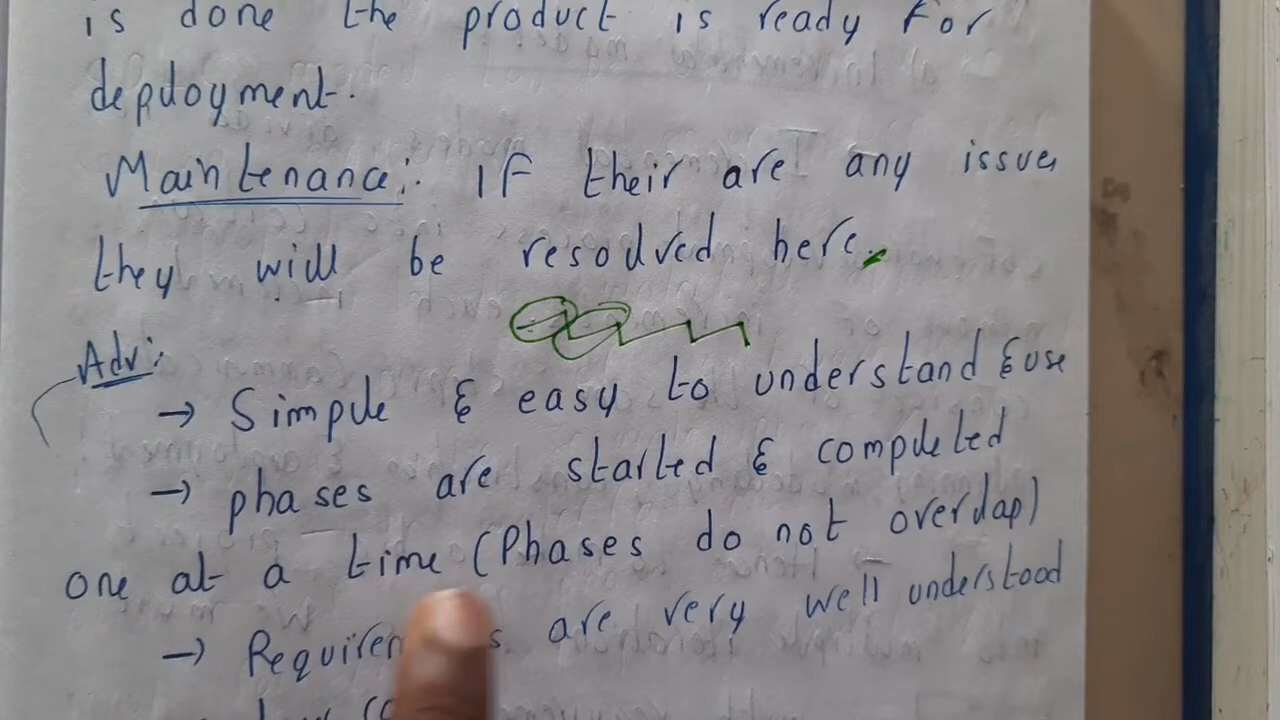 is done the product is ready For
deployment.
Maintenance: IF their are any issues
they will be resolved here.
Adv:
→ Simple & easy to understand & use
→ phases are started & completed
one at a time (Phases do not overlap)
→ are very well understood